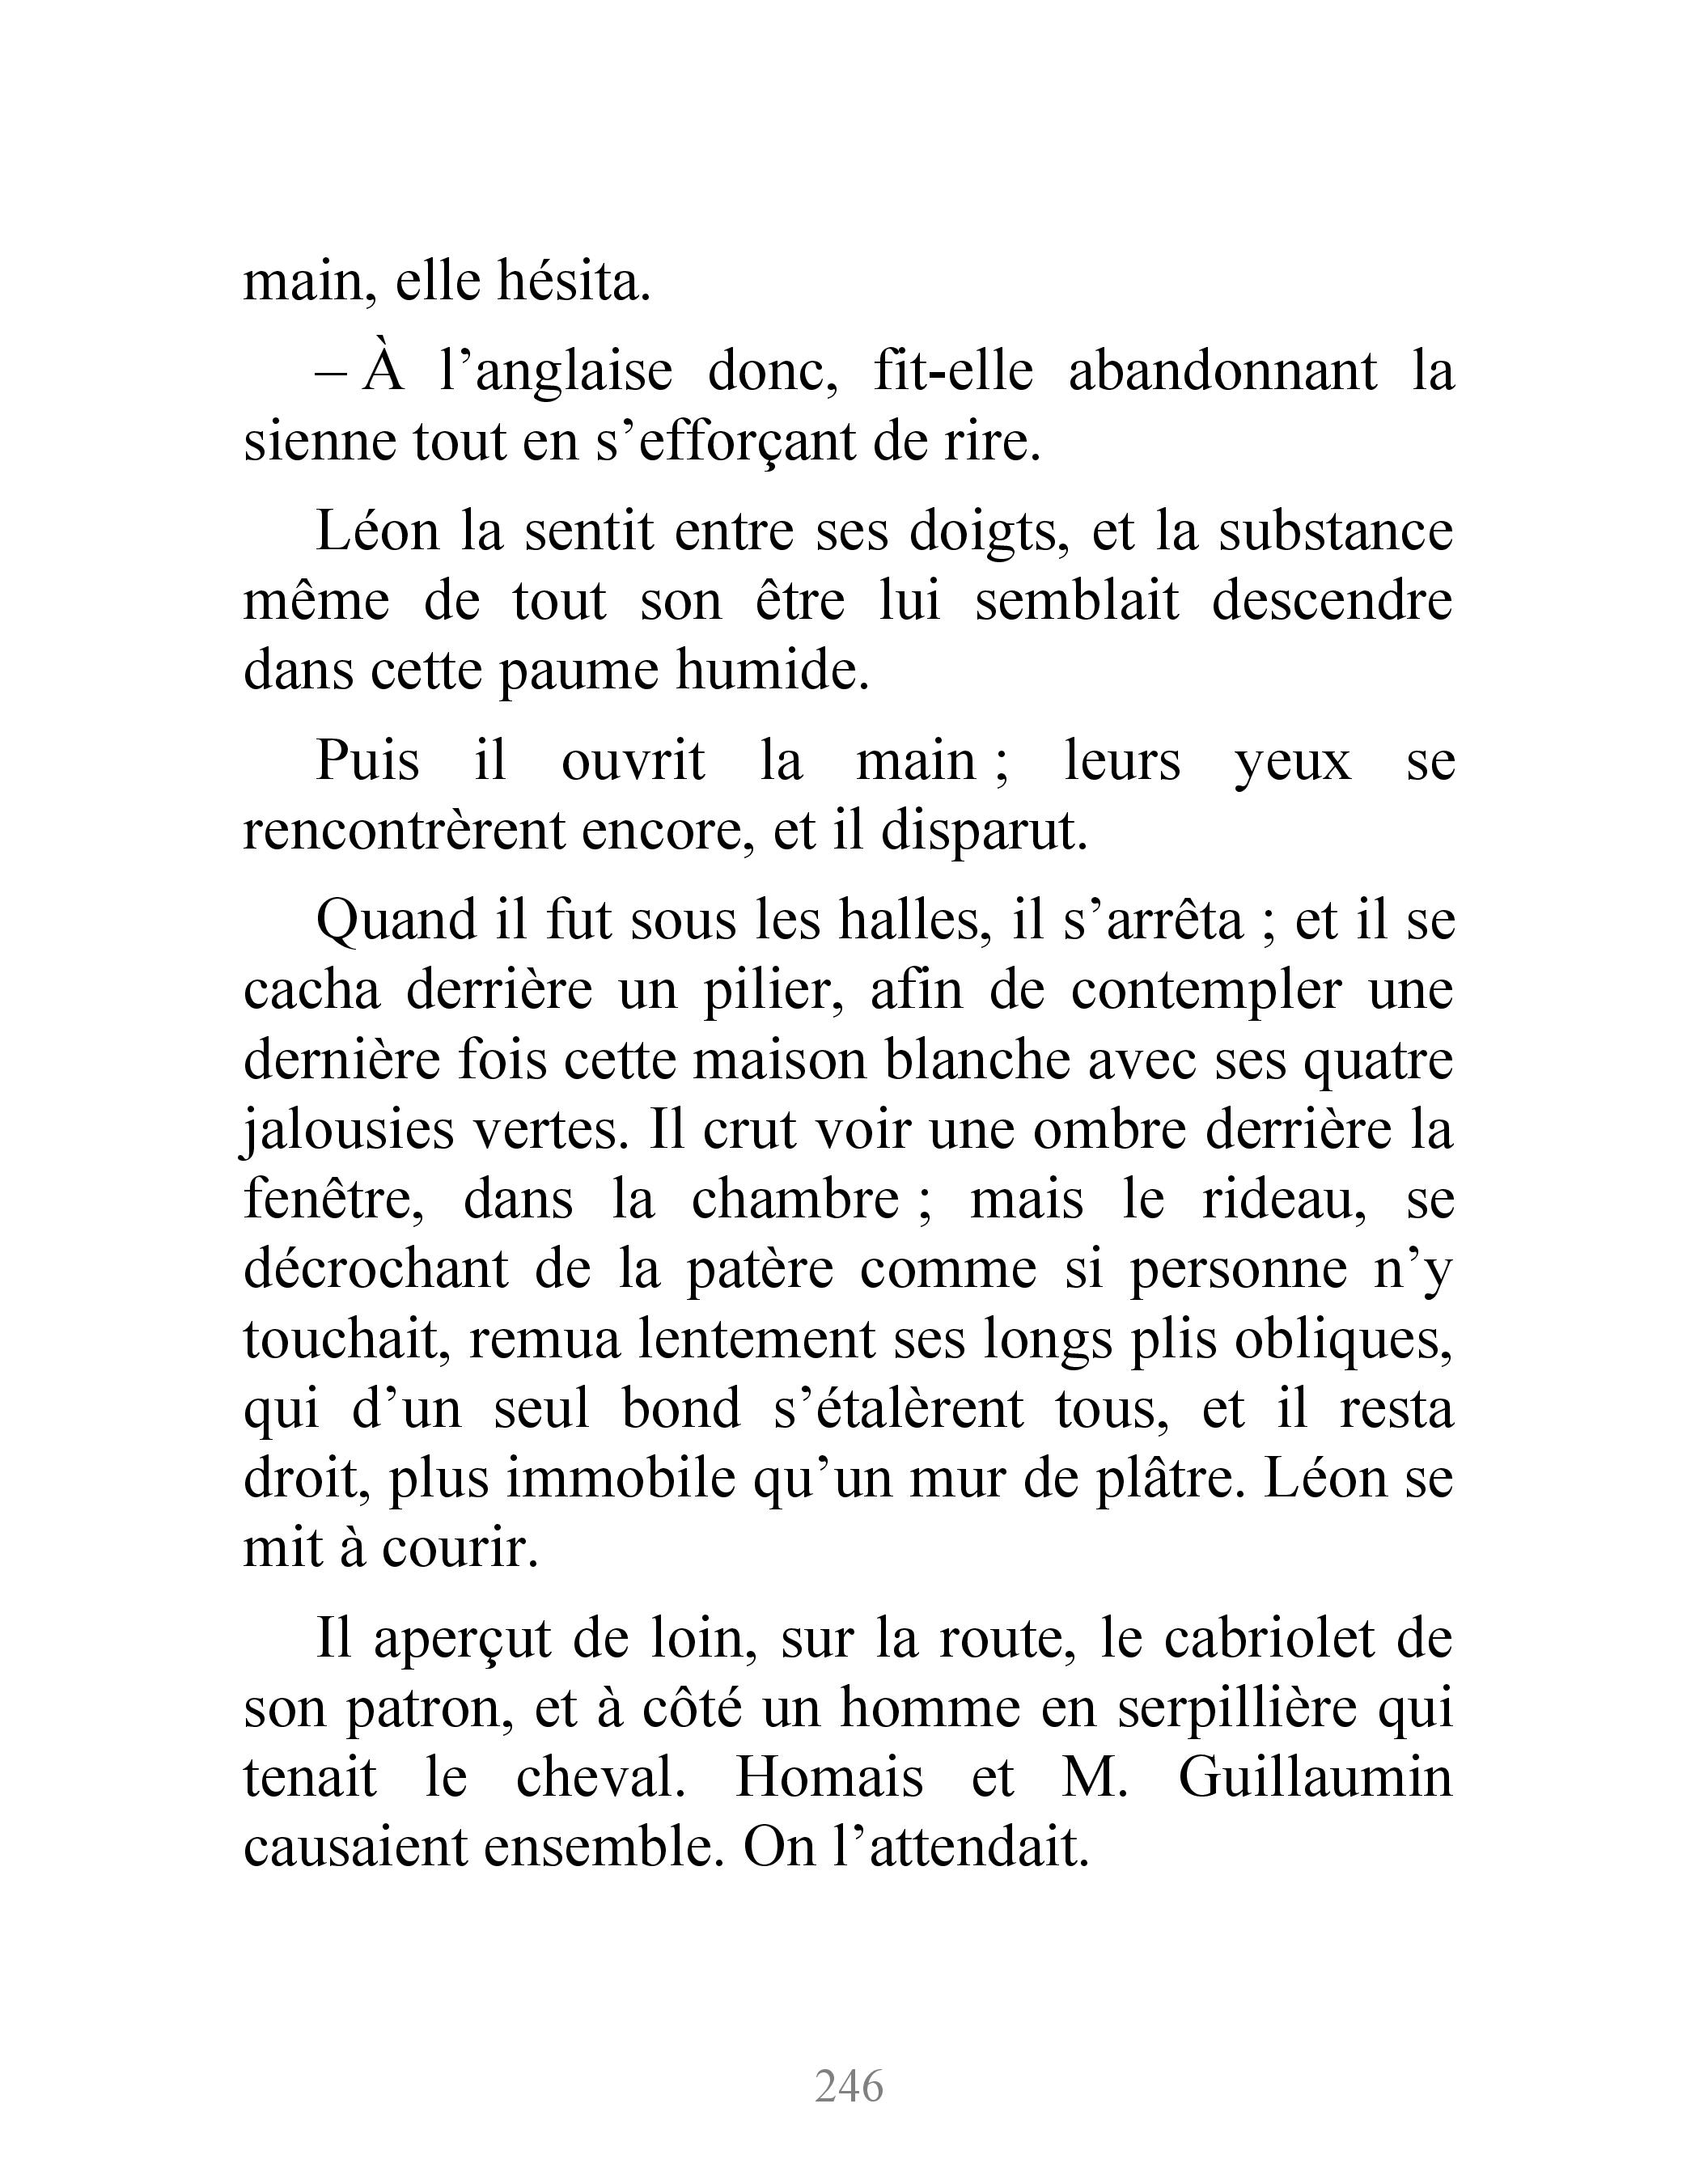 main, elle hésita.
– À l’anglaise donc, fit-elle abandonnant la
sienne tout en s’efforçant de rire.
Léon la sentit entre ses doigts, et la substance
même de tout son être lui semblait descendre
dans cette paume humide.
Puis il ouvrit la main ; leurs yeux se
rencontrèrent encore, et il disparut.
Quand il fut sous les halles, il s’arrêta ; et il se
cacha derrière un pilier, afin de contempler une
dernière fois cette maison blanche avec ses quatre
jalousies vertes. Il crut voir une ombre derrière la
fenêtre, dans la chambre ; mais le rideau, se
décrochant de la patère comme si personne n’y
touchait, remua lentement ses longs plis obliques,
qui d’un seul bond s’étalèrent tous, et il resta
droit, plus immobile qu’un mur de plâtre. Léon se
mit à courir.
Il aperçut de loin, sur la route, le cabriolet de
son patron, et à côté un homme en serpillière qui
tenait le cheval. Homais et M. Guillaumin
causaient ensemble. On l’attendait.
246